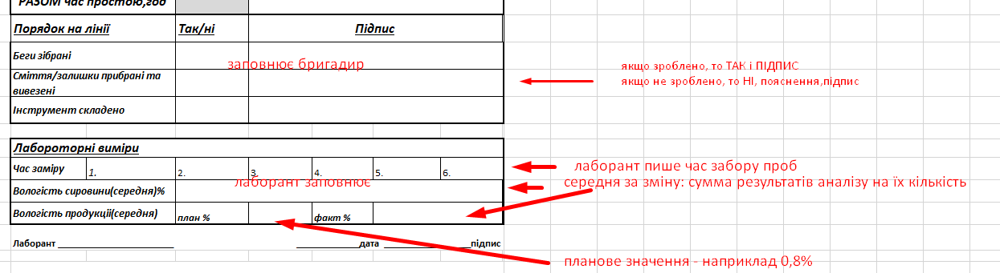 РАЗОМ час простою,год
Порядок на лінії Так/ні Підпис
Беги зібрані
заповнює бригадир
якщо зроблено, то ТАК і ПІДПИС
Сміття/залишки прибрані та
вивезені
якщо не зроблено, то НІ, пояснення,підпис
Інструмент складено
Лабороторні виміри
Час заміру 1. 2. 3. 4. 5. 6.
лаборант пише час забору проб
лаборант заповнює
середня за зміну: сумма результатів аналізу на їх кількість
Вологість сировини(середня)%
Вологість продукції(середня) план % факт %
Лаборант ______________________ ____________дата ________________підпис
планове значення - наприклад 0,8%